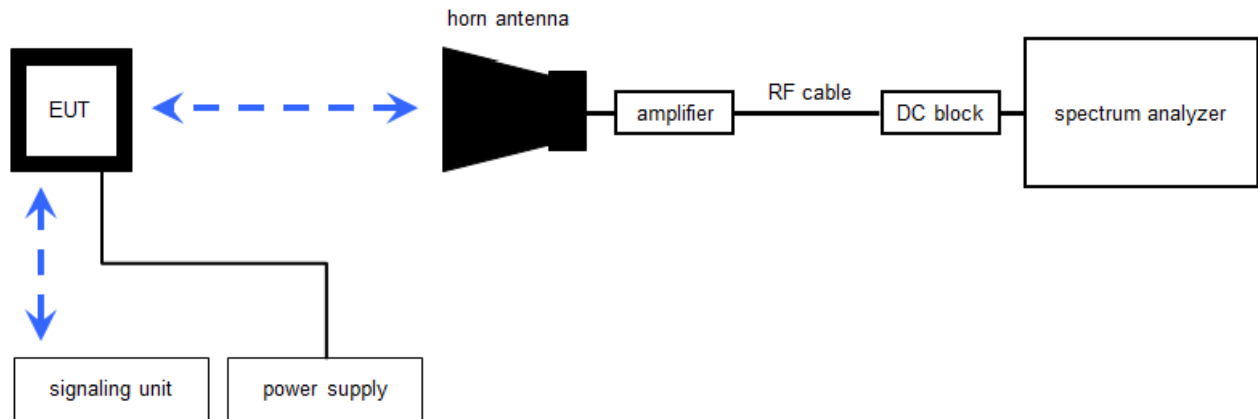 horn antenna
EUT
amplifier
RF cable
DC block
spectrum analyzer
signaling unit
power supply